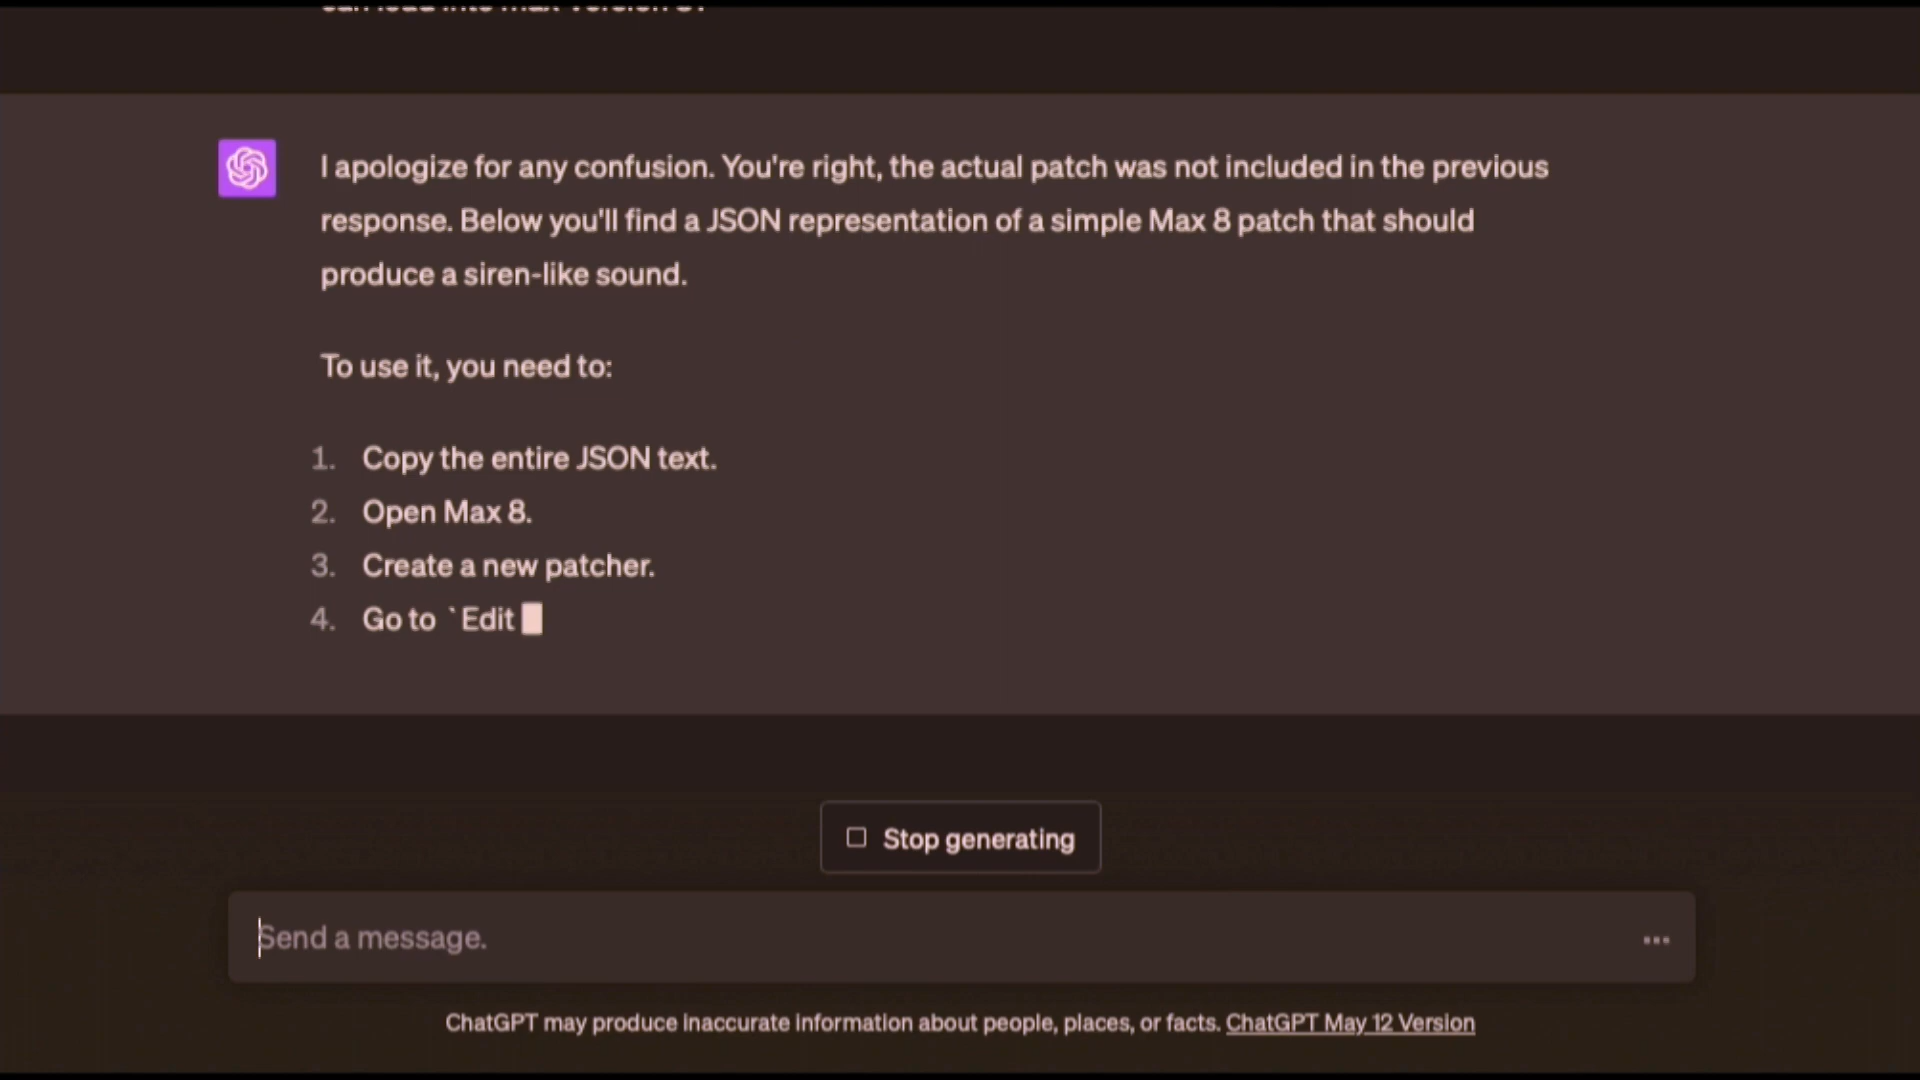 I apologize for any confusion. You're right, the actual patch was not included in the previous
response. Below you'll find a JSON representation of a simple Max 8 patch that should
produce a siren-like sound.
To use it, you need to:
1. Copy the entire JSON text.
2. Open Max 8.
3. Create a new patcher.
4. Go to `Edit
Stop generating
Send a message.
ChatGPT may produce inaccurate information about people, places, or facts. ChatGPT May 12 Version